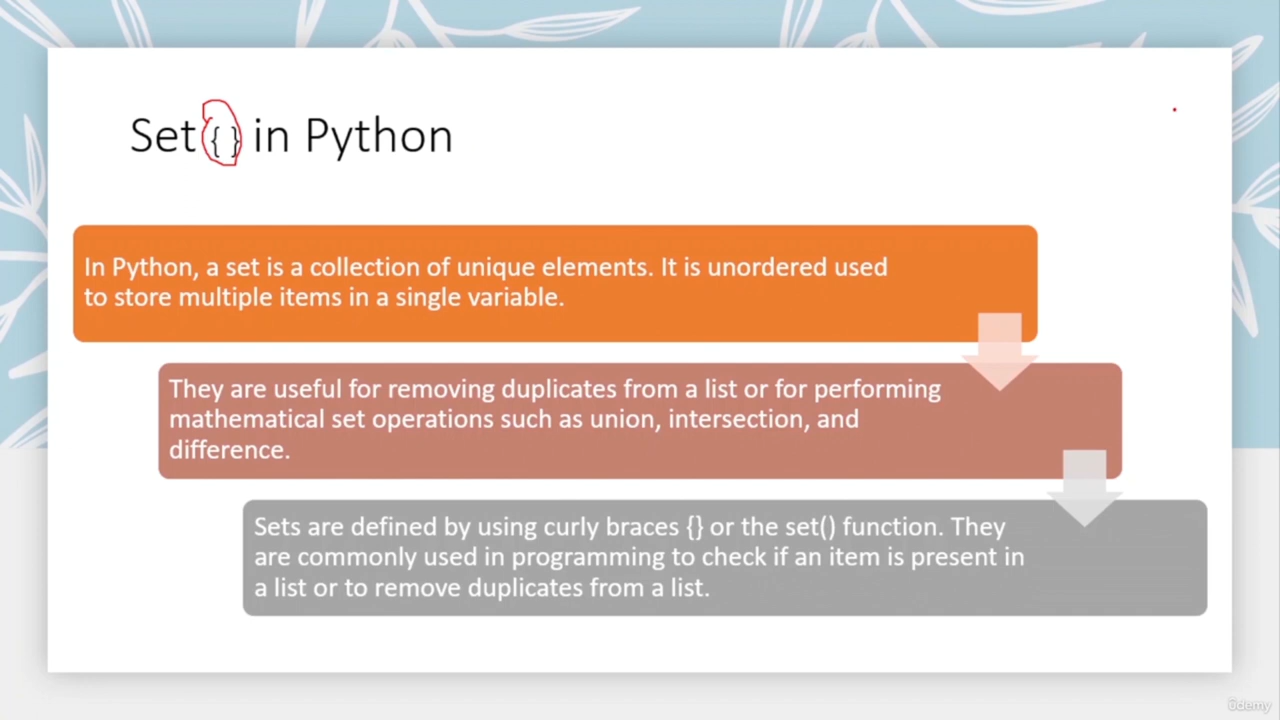 Set { } in Python
In Python, a set is a collection of unique elements. It is unordered used
to store multiple items in a single variable.
They are useful for removing duplicates from a list or for performing
mathematical set operations such as union, intersection, and
difference.
Sets are defined by using curly braces {} or the set() function. They
are commonly used in programming to check if an item is present in
a list or to remove duplicates from a list.
ûdemy